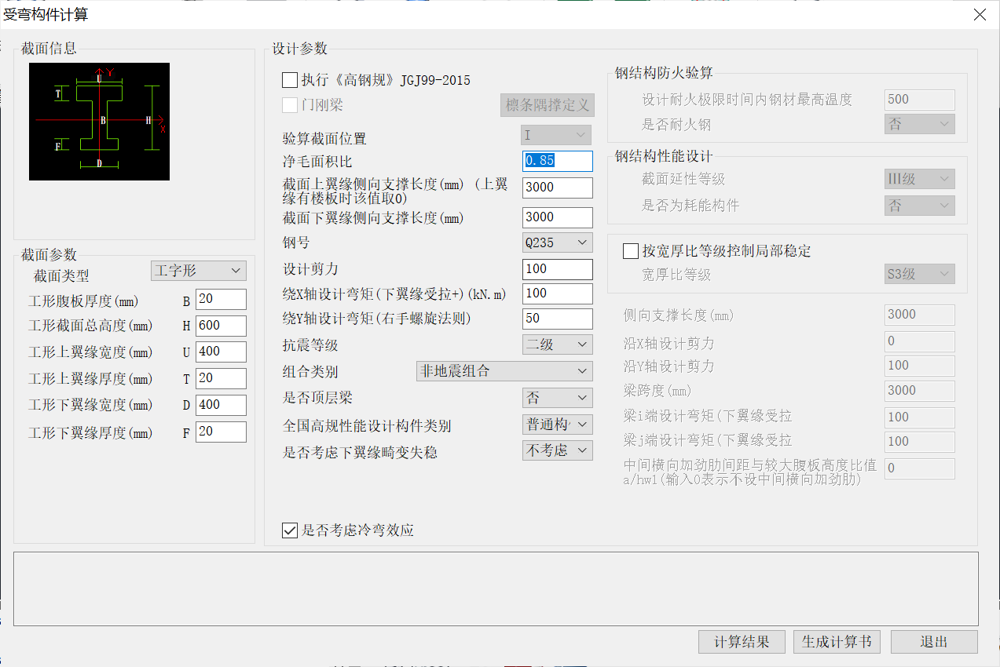 受弯构件计算
截面信息
U
Y
T
B
H
X
F
D
截面参数
截面类型
工字形
工形腹板厚度(mm) B 20
工形截面总高度(mm) H 600
工形上翼缘宽度(mm) U 400
工形上翼缘厚度(mm) T 20
工形下翼缘宽度(mm) D 400
工形下翼缘厚度(mm) F 20
设计参数
执行《高钢规》JGJ99-2015
门刚梁
檩条隅撑定义
验算截面位置 I
净毛面积比 0.85
截面上翼缘侧向支撑长度(mm) (上翼
缘有楼板时该值取0)
3000
截面下翼缘侧向支撑长度(mm) 3000
钢号 Q235
设计剪力 100
绕X轴设计弯矩(下翼缘受拉+)(kN.m) 100
绕Y轴设计弯矩(右手螺旋法则) 50
抗震等级 二级
组合类别 非地震组合
是否顶层梁 否
全国高规性能设计构件类别 普通构
是否考虑下翼缘畸变失稳 不考虑
是否考虑冷弯效应
钢结构防火验算
设计耐火极限时间内钢材最高温度 500
是否耐火钢 否
钢结构性能设计
截面延性等级 III级
是否为耗能构件 否
按宽厚比等级控制局部稳定
宽厚比等级 S3级
侧向支撑长度(mm) 3000
沿X轴设计剪力 0
沿Y轴设计剪力 100
梁跨度(mm) 3000
梁i端设计弯矩(下翼缘受拉 100
梁j端设计弯矩(下翼缘受拉 100
中间横向加劲肋间距与较大腹板高度比值
a/hw1(输入0表示不设中间横向加劲肋)
0
计算结果
生成计算书
退出